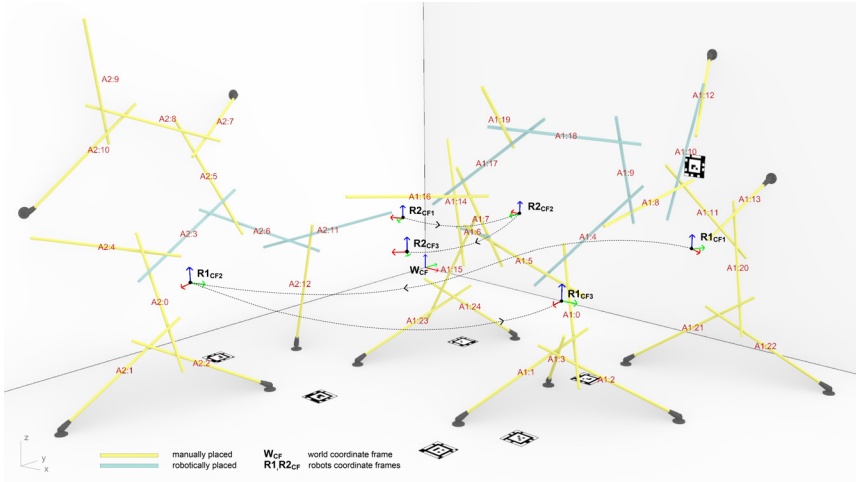 A2:9
A1:12
A2:8
A2:7
A1:19
A1:18
A2:10
A1:10
A1:17
A2:5
A1:9
A1:16
A1:14
A1:8
A1:13
R2CF1
R2CF2
A1:7
A1:11
A2:3
A2:6
A2:11
A1:6
A1:4
A2:4
R2CF3
R1CF1
WCF
A1:15
A1:5
A1:20
R1CF2
A2:12
R1CF3
A2:0
A1:24
A1:0
A1:23
A1:21
A1:22
A2:1
A2:2
A1:3
A1:1
A1:2
z
y
x
manually placed
WCF world coordinate frame
robotically placed
R1,R2CF robots coordinate frames